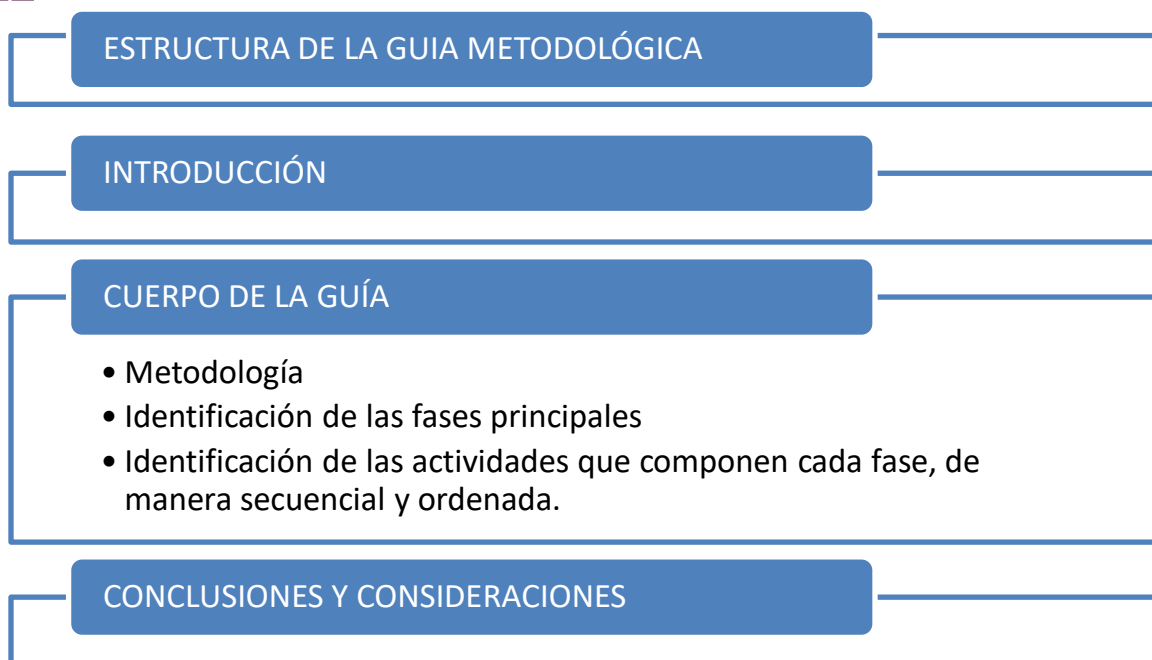 ESTRUCTURA DE LA GUIA METODOLÓGICA
INTRODUCCIÓN
CUERPO DE LA GUÍA
• Metodología
• Identificación de las fases principales
• Identificación de las actividades que componen cada fase, de
manera secuencial y ordenada.
CONCLUSIONES Y CONSIDERACIONES